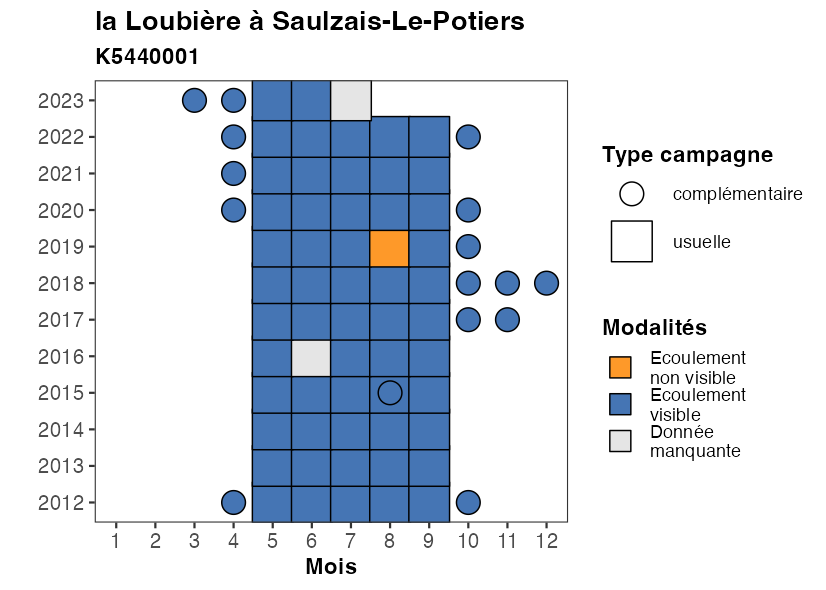 la Loubière à Saulzais-Le-Potiers
K5440001
2023
2022
2021
2020
2019
2018
2017
2016
2015
2014
2013
2012
1 2 3 4 5 6 7 8 9 10 11 12
Mois
Type campagne
complémentaire
usuelle
Modalités
Ecoulement
non visible
Ecoulement
visible
Donnée
manquante